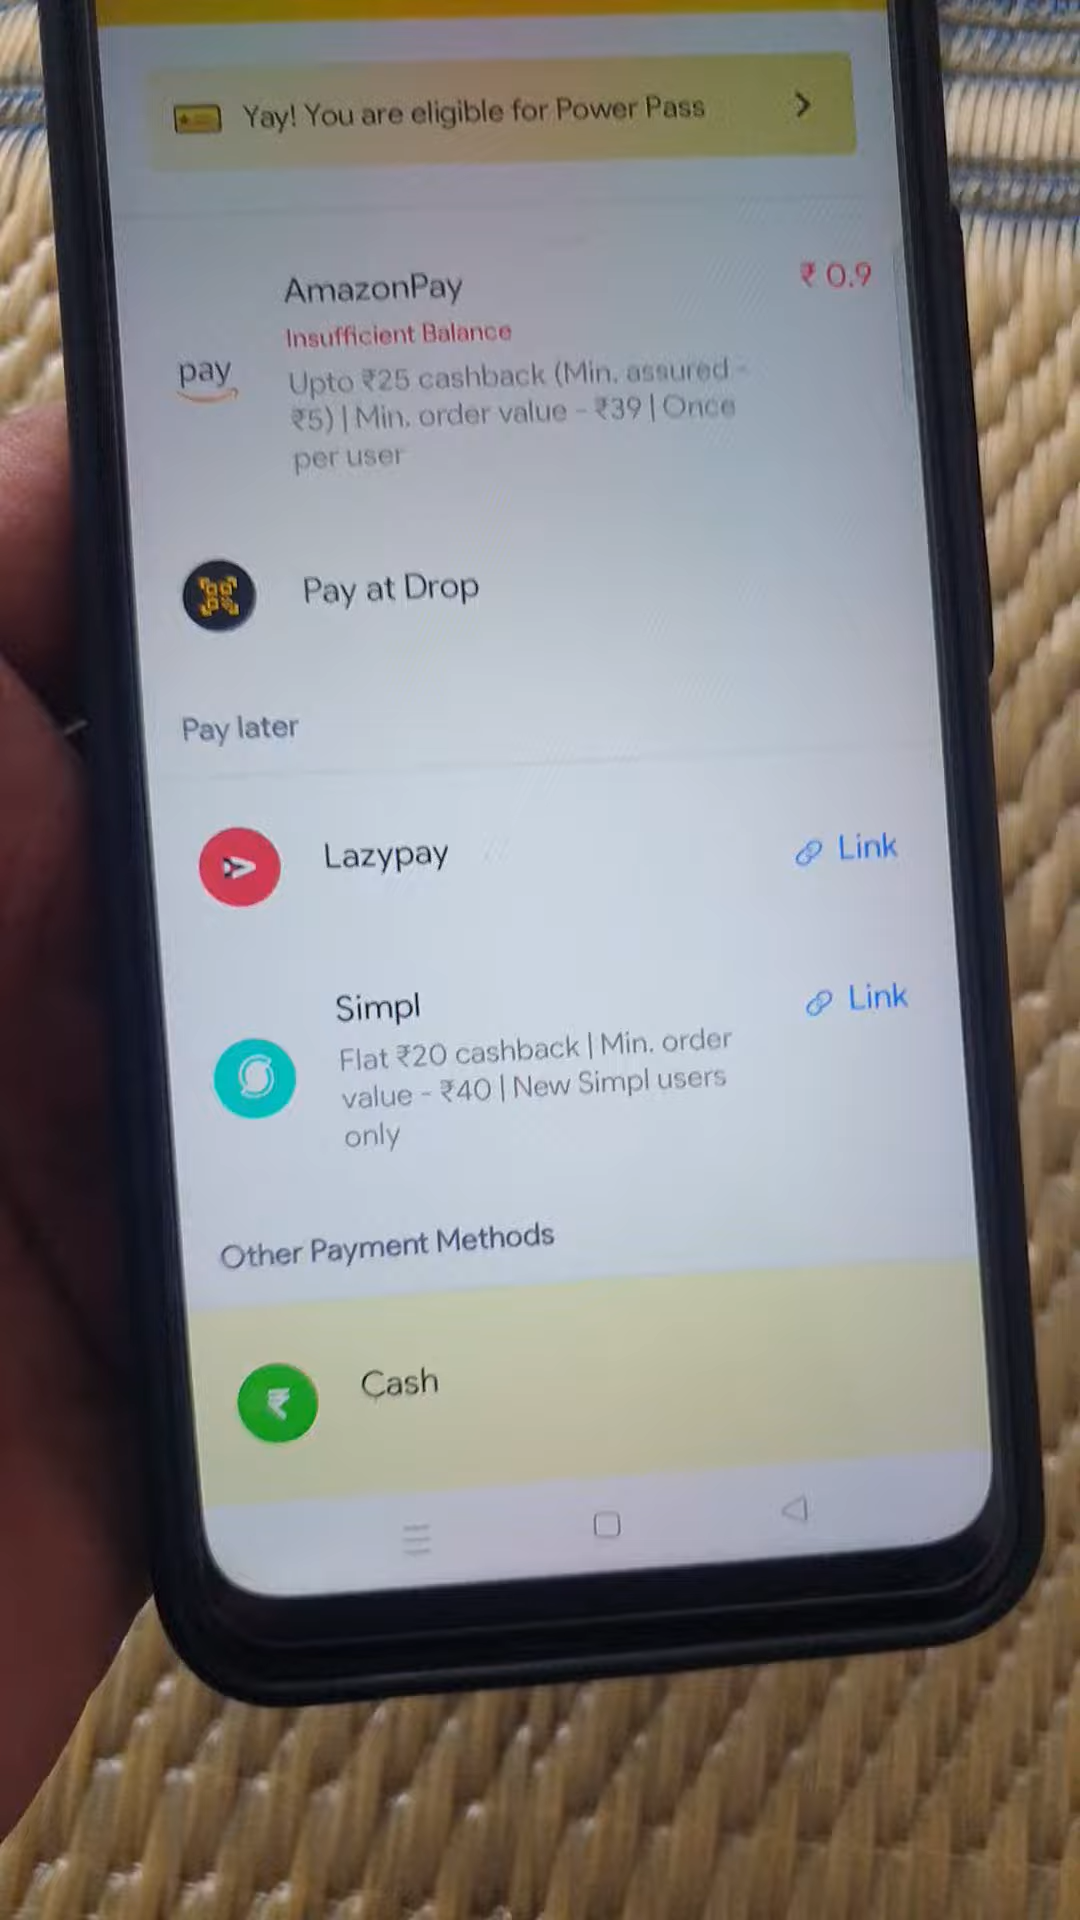 Yay! You are eligible for Power Pass
AmazonPay
₹ 0.9
Insufficient Balance
pay
Upto ₹25 cashback (Min. assured -
₹5) | Min. order value - ₹39 | Once
per user
Pay at Drop
Pay later
Lazypay
Link
Simpl
Link
Flat ₹20 cashback | Min. order
value - ₹40 | New Simpl users
only
Other Payment Methods
₹
Cash